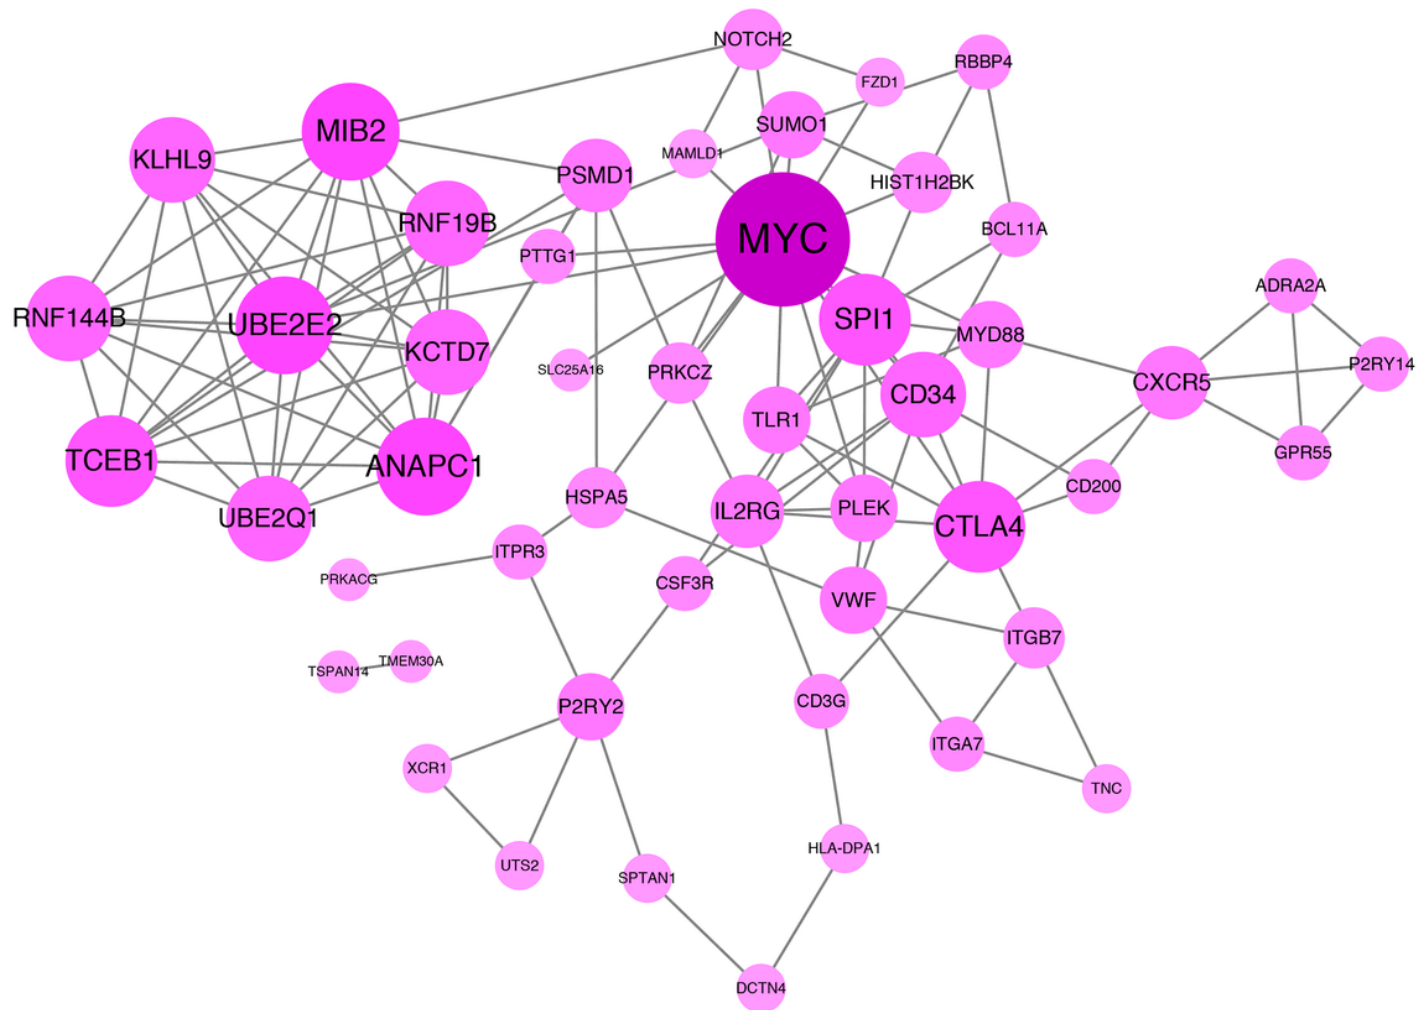 NOTCH2
RBBP4
FZD1
MIB2
SUMO1
KLHL9
MAMLD1
PSMD1
HIST1H2BK
RNF19B
MYC
BCL11A
PTTG1
ADRA2A
RNF144B
UBE2E2
SPI1
MYD88
KCTD7
SLC25A16
PRKCZ
P2RY14
CXCR5
CD34
TLR1
TCEB1
ANAPC1
GPR55
CD200
HSPA5
IL2RG
PLEK
UBE2Q1
CTLA4
ITPR3
PRKACG
CSF3R
VWF
ITGB7
TSPAN14
TMEM30A
P2RY2
CD3G
ITGA7
XCR1
TNC
HLA-DPA1
UTS2
SPTAN1
DCTN4